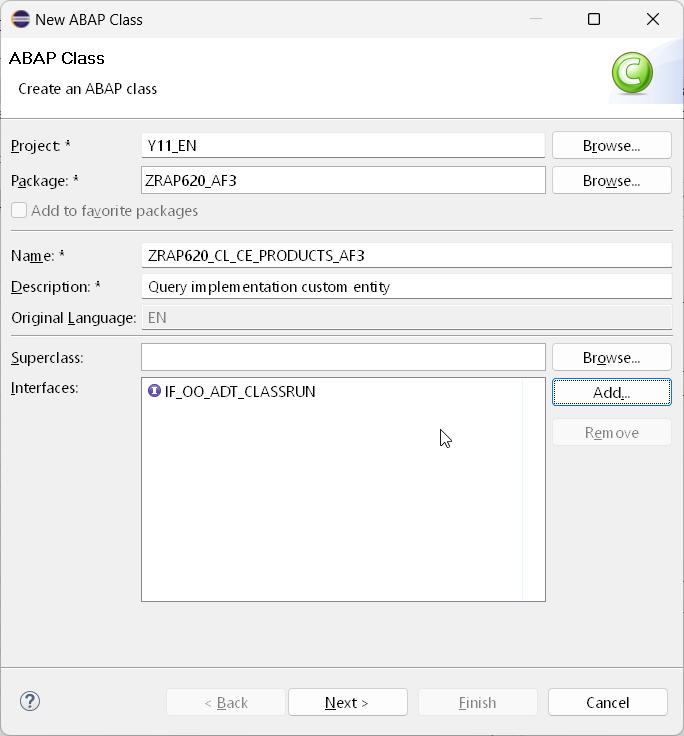 New ABAP Class
ABAP Class
Create an ABAP class
Project: * Y11_EN Browse...
Package: * ZRAP620_AF3 Browse...
Add to favorite packages
Name: * ZRAP620_CL_CE_PRODUCTS_AF3
Description: * Query implementation custom entity
Original Language: EN
Superclass: Browse...
Interfaces: IF_OO_ADT_CLASSRUN Add...
Remove
< Back Next > Finish Cancel